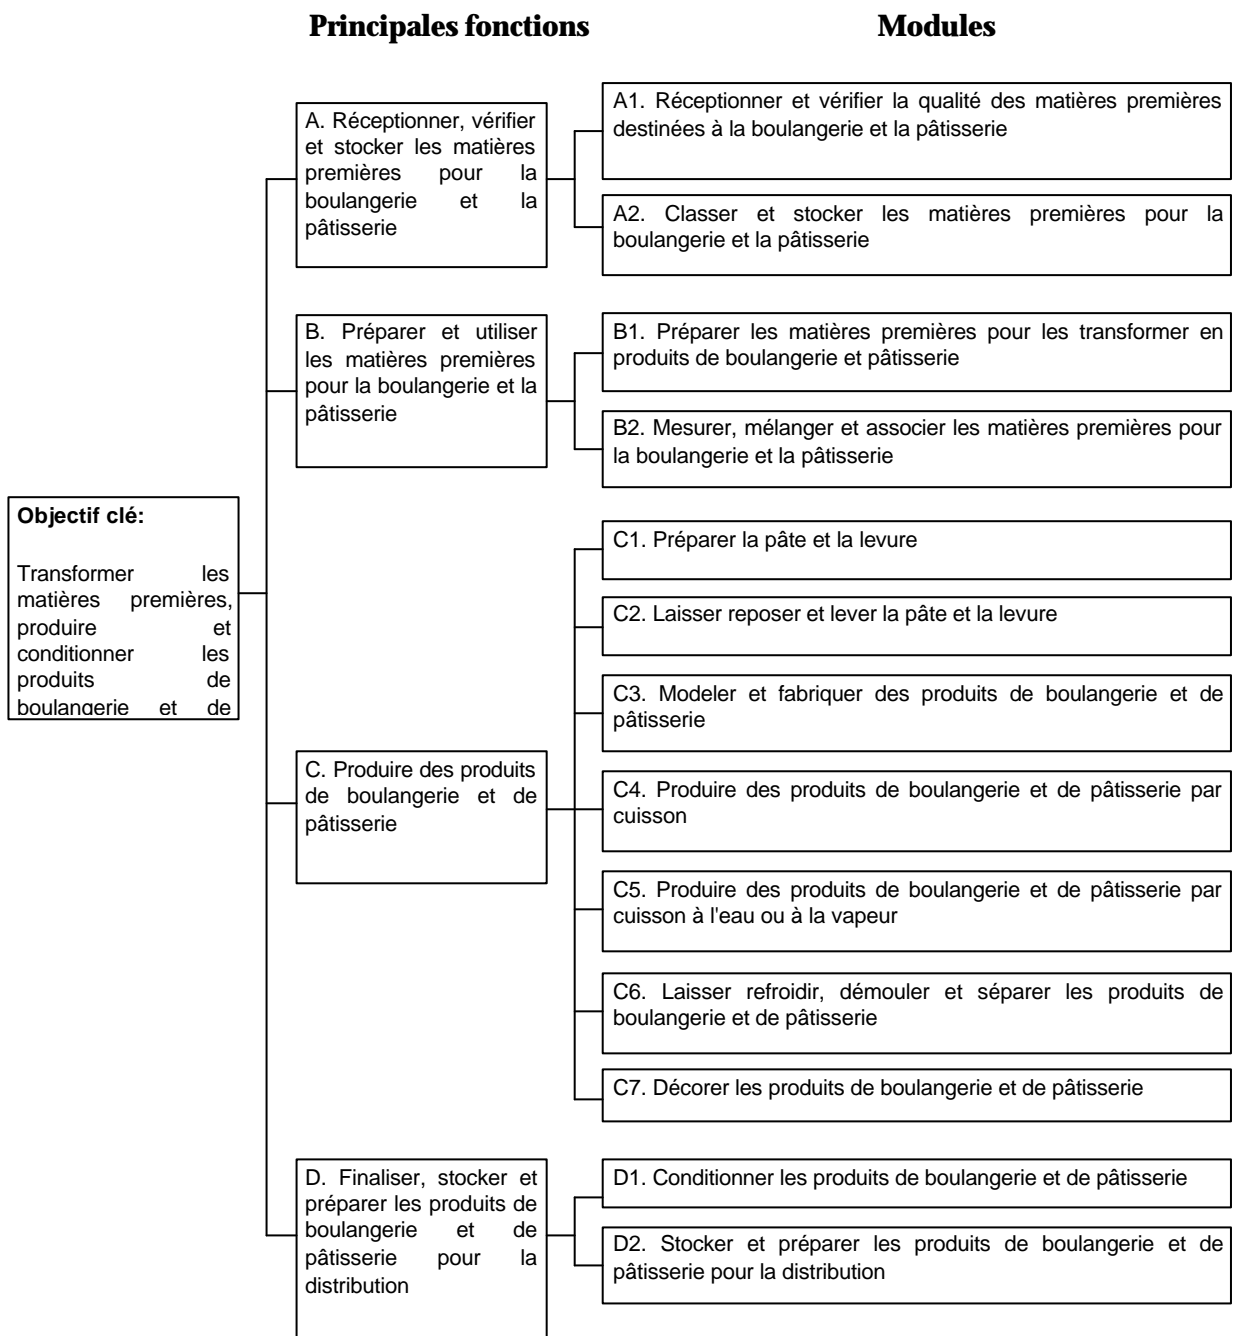 Principales fonctions
Modules
Objectif clé:
Transformer les
matières premières,
produire et
conditionner les
produits de
boulangerie et de
A. Réceptionner, vérifier
et stocker les matières
premières pour la
boulangerie et la
pâtisserie
A1. Réceptionner et vérifier la qualité des matières premières
destinées à la boulangerie et la pâtisserie
A2. Classer et stocker les matières premières pour la
boulangerie et la pâtisserie
B. Préparer et utiliser
les matières premières
pour la boulangerie et la
pâtisserie
B1. Préparer les matières premières pour les transformer en
produits de boulangerie et pâtisserie
B2. Mesurer, mélanger et associer les matières premières pour
la boulangerie et la pâtisserie
C. Produire des produits
de boulangerie et de
pâtisserie
C1. Préparer la pâte et la levure
C2. Laisser reposer et lever la pâte et la levure
C3. Modeler et fabriquer des produits de boulangerie et de
pâtisserie
C4. Produire des produits de boulangerie et de pâtisserie par
cuisson
C5. Produire des produits de boulangerie et de pâtisserie par
cuisson à l'eau ou à la vapeur
C6. Laisser refroidir, démouler et séparer les produits de
boulangerie et de pâtisserie
C7. Décorer les produits de boulangerie et de pâtisserie
D. Finaliser, stocker et
préparer les produits de
boulangerie et de
pâtisserie pour la
distribution
D1. Conditionner les produits de boulangerie et de pâtisserie
D2. Stocker et préparer les produits de boulangerie et de
pâtisserie pour la distribution